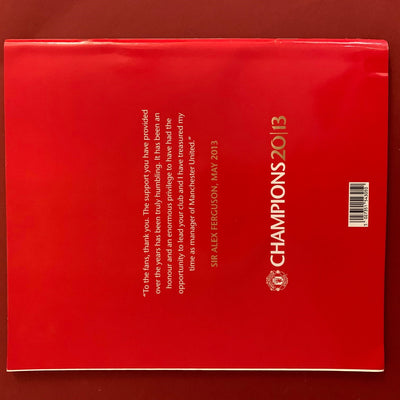 "To the fans, thank you. The support you have provided
over the years has been truly humbling. It has been an
honour and an enormous privilege to have had the
opportunity to lead your club and I have treasured my
time as manager of Manchester United."
SIR ALEX FERGUSON, MAY 2013
CHAMPIONS20|13